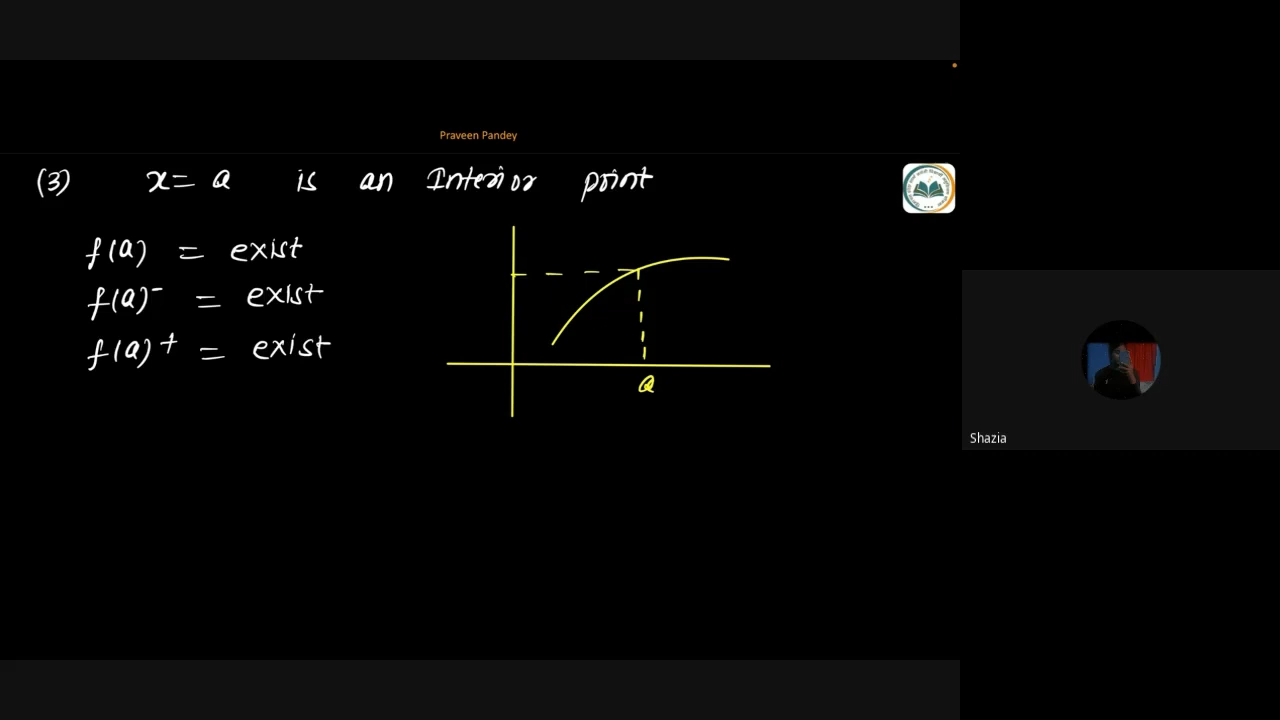 Praveen Pandey
(3) x = a is an Interior point
f(a) = exist
f(a)⁻ = exist
f(a)⁺ = exist
a
Shazia